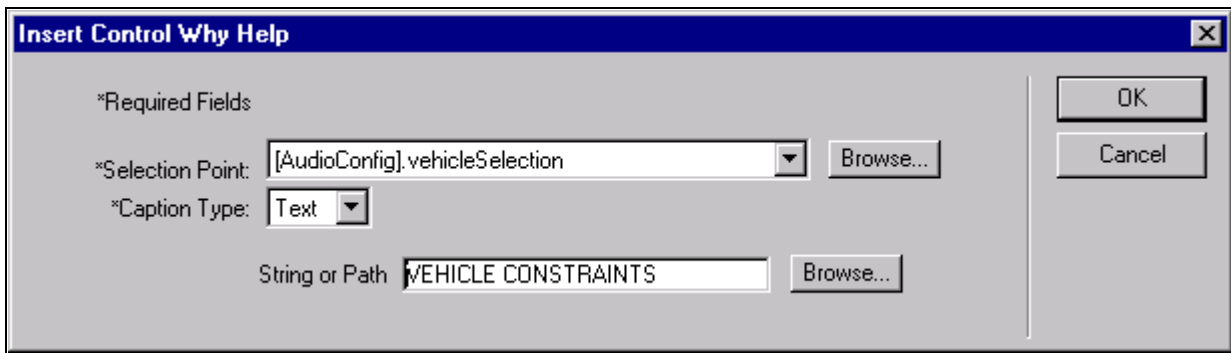 Insert Control Why Help
*Required Fields
OK
*Selection Point: [AudioConfig].vehicleSelection Browse... Cancel
*Caption Type: Text
String or Path VEHICLE CONSTRAINTS Browse...